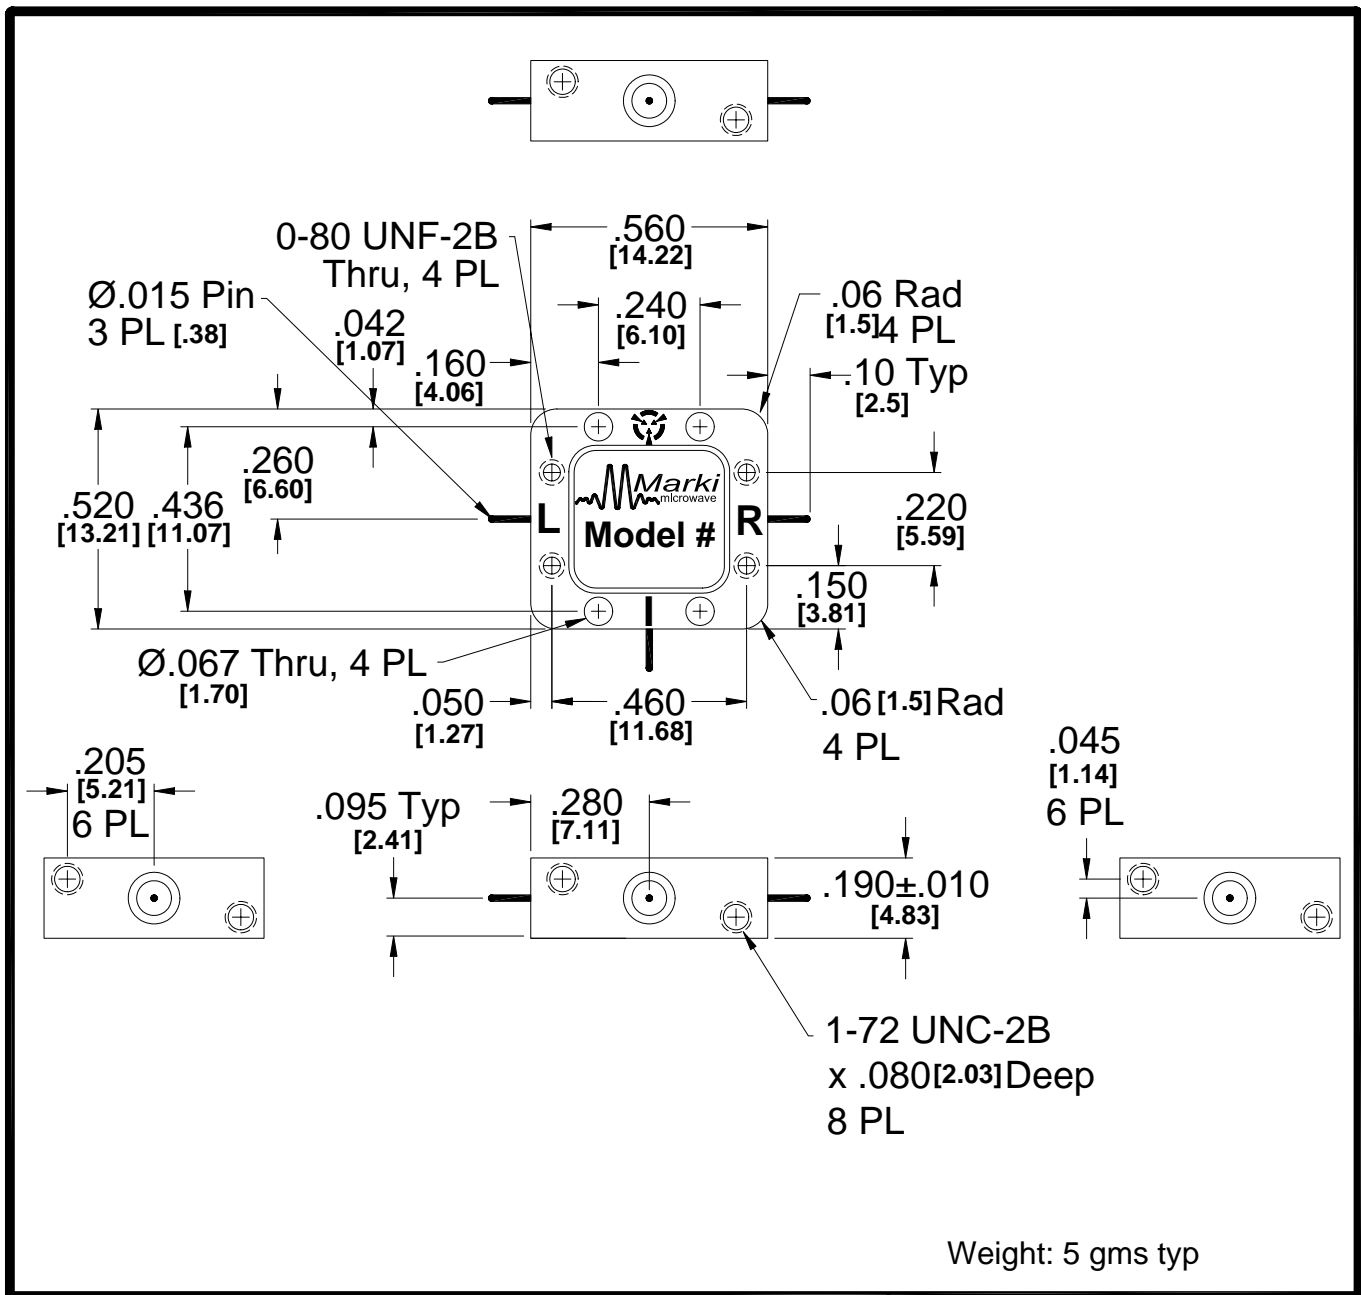 0-80 UNF-2B
Thru, 4 PL
.560
[14.22]
Ø.015 Pin
3 PL [.38]
.042
[1.07]
.240
[6.10]
.06 Rad
[1.5] 4 PL
.160
[4.06]
.10 Typ
[2.5]
.260
[6.60]
.520
[13.21]
.436
[11.07]
Marki
microwave
L
R
Model #
.220
[5.59]
.150
[3.81]
Ø.067 Thru, 4 PL
[1.70]
.050
[1.27]
.460
[11.68]
.06 [1.5] Rad
4 PL
.205
[5.21]
6 PL
.095 Typ
[2.41]
.280
[7.11]
.045
[1.14]
6 PL
.190±.010
[4.83]
1-72 UNC-2B
x .080 [2.03] Deep
8 PL
Weight: 5 gms typ